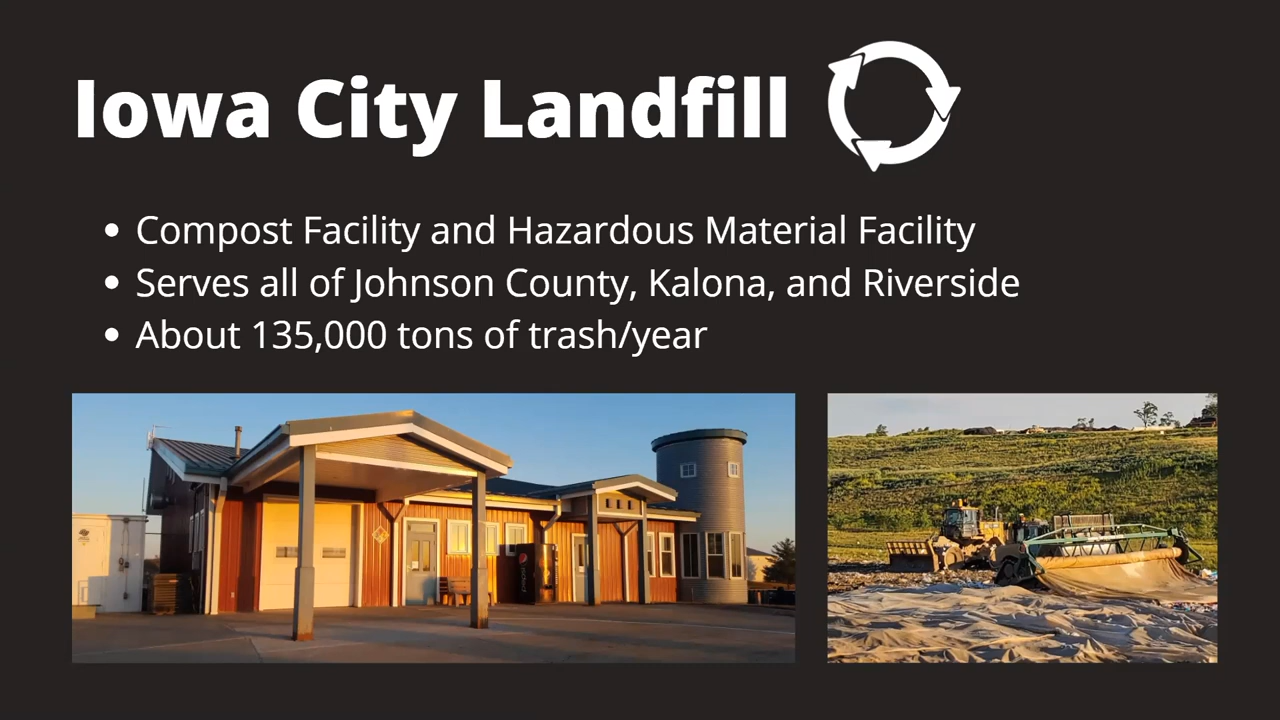 Iowa City Landfill
• Compost Facility and Hazardous Material Facility
• Serves all of Johnson County, Kalona, and Riverside
• About 135,000 tons of trash/year